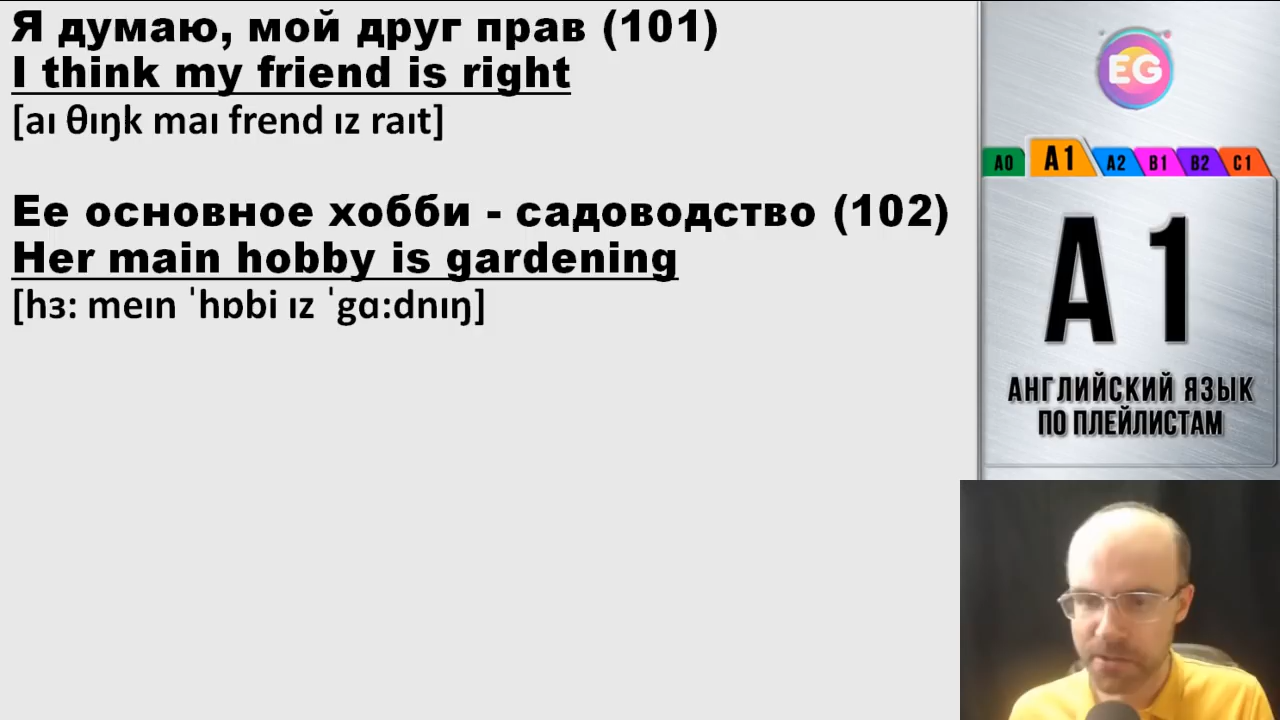 Я думаю, мой друг прав (101)
I think my friend is right
[aɪ θɪŋk maɪ frend ɪz raɪt]
Ее основное хобби - садоводство (102)
Her main hobby is gardening
[hɜ: meɪn ˈhɒbi ɪz ˈgɑ:dnɪŋ]
EG
A0 A1 A2 B1 B2 C1
A 1
АНГЛИЙСКИЙ ЯЗЫК
ПО ПЛЕЙЛИСТАМ